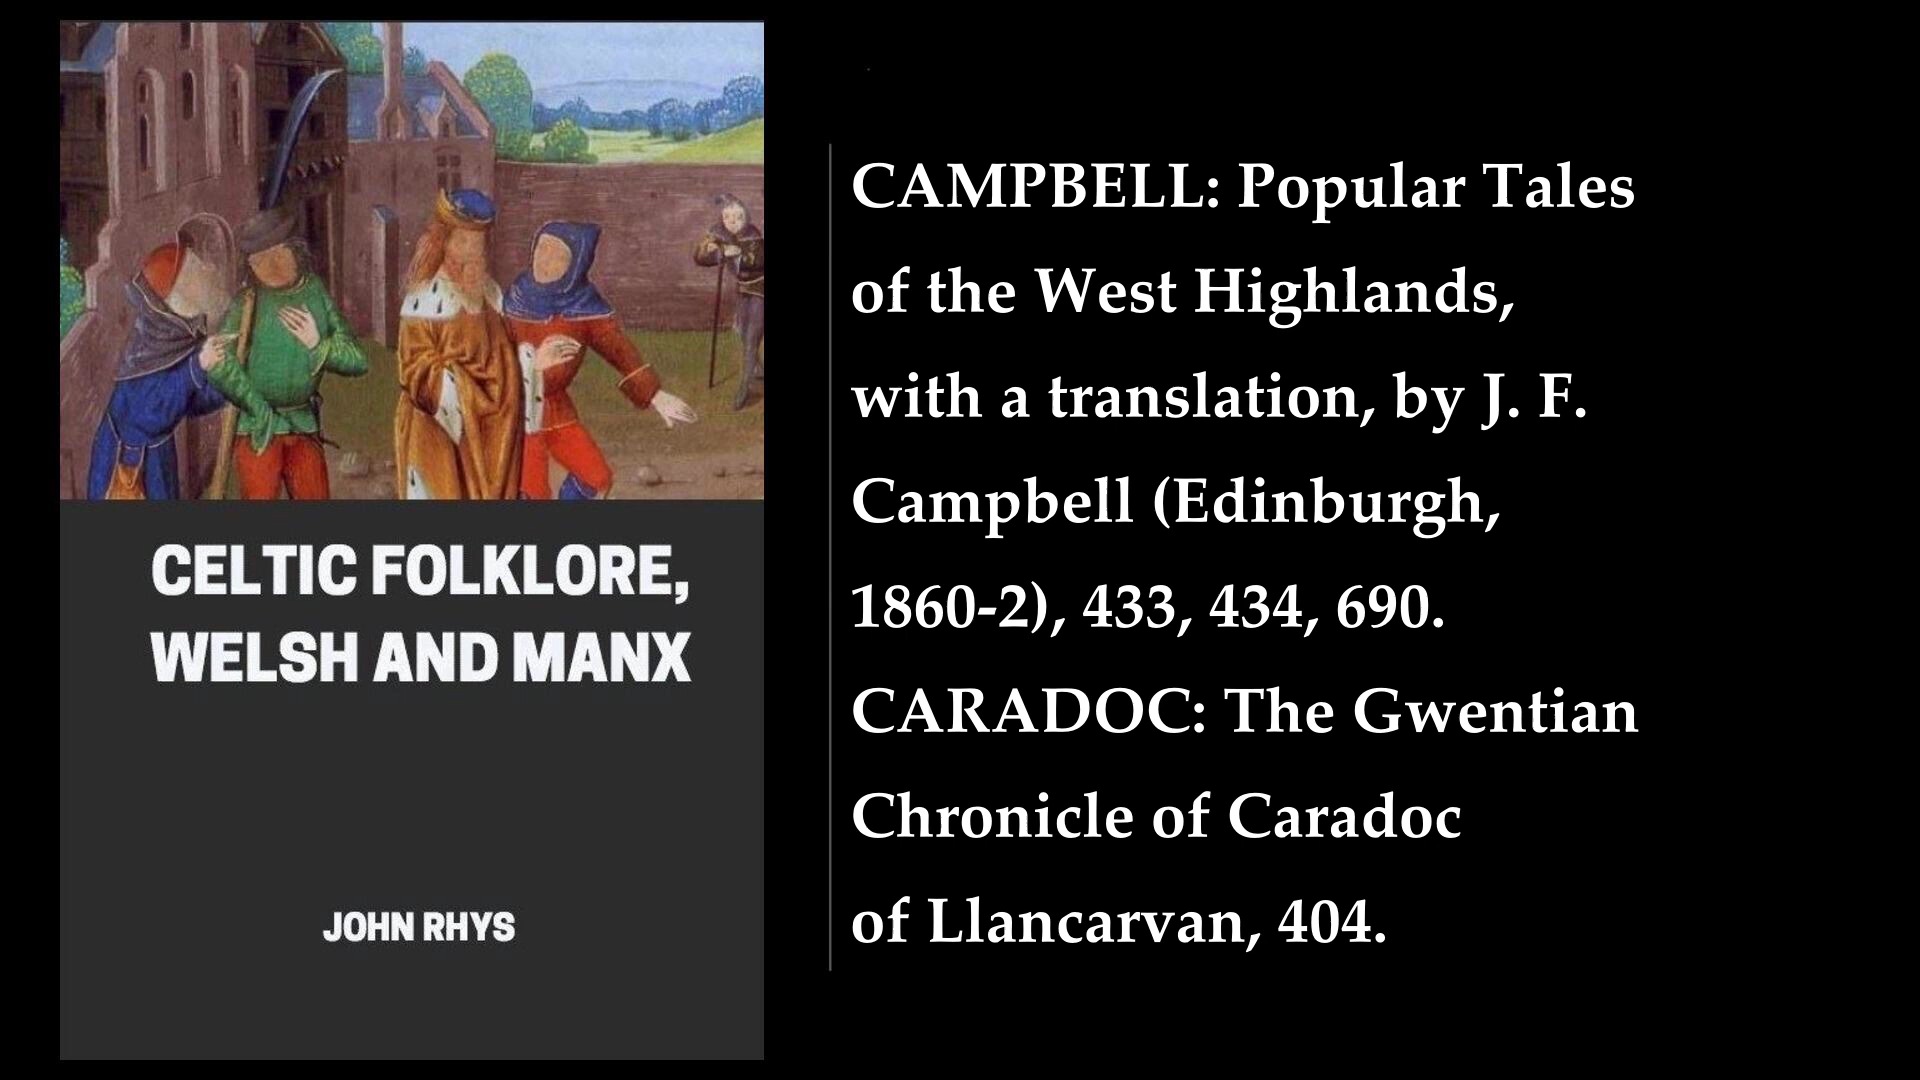 CELTIC FOLKLORE,
WELSH AND MANX
JOHN RHYS
CAMPBELL: Popular Tales
of the West Highlands,
with a translation, by J. F.
Campbell (Edinburgh,
1860-2), 433, 434, 690.
CARADOC: The Gwentian
Chronicle of Caradoc
of Llancarvan, 404.